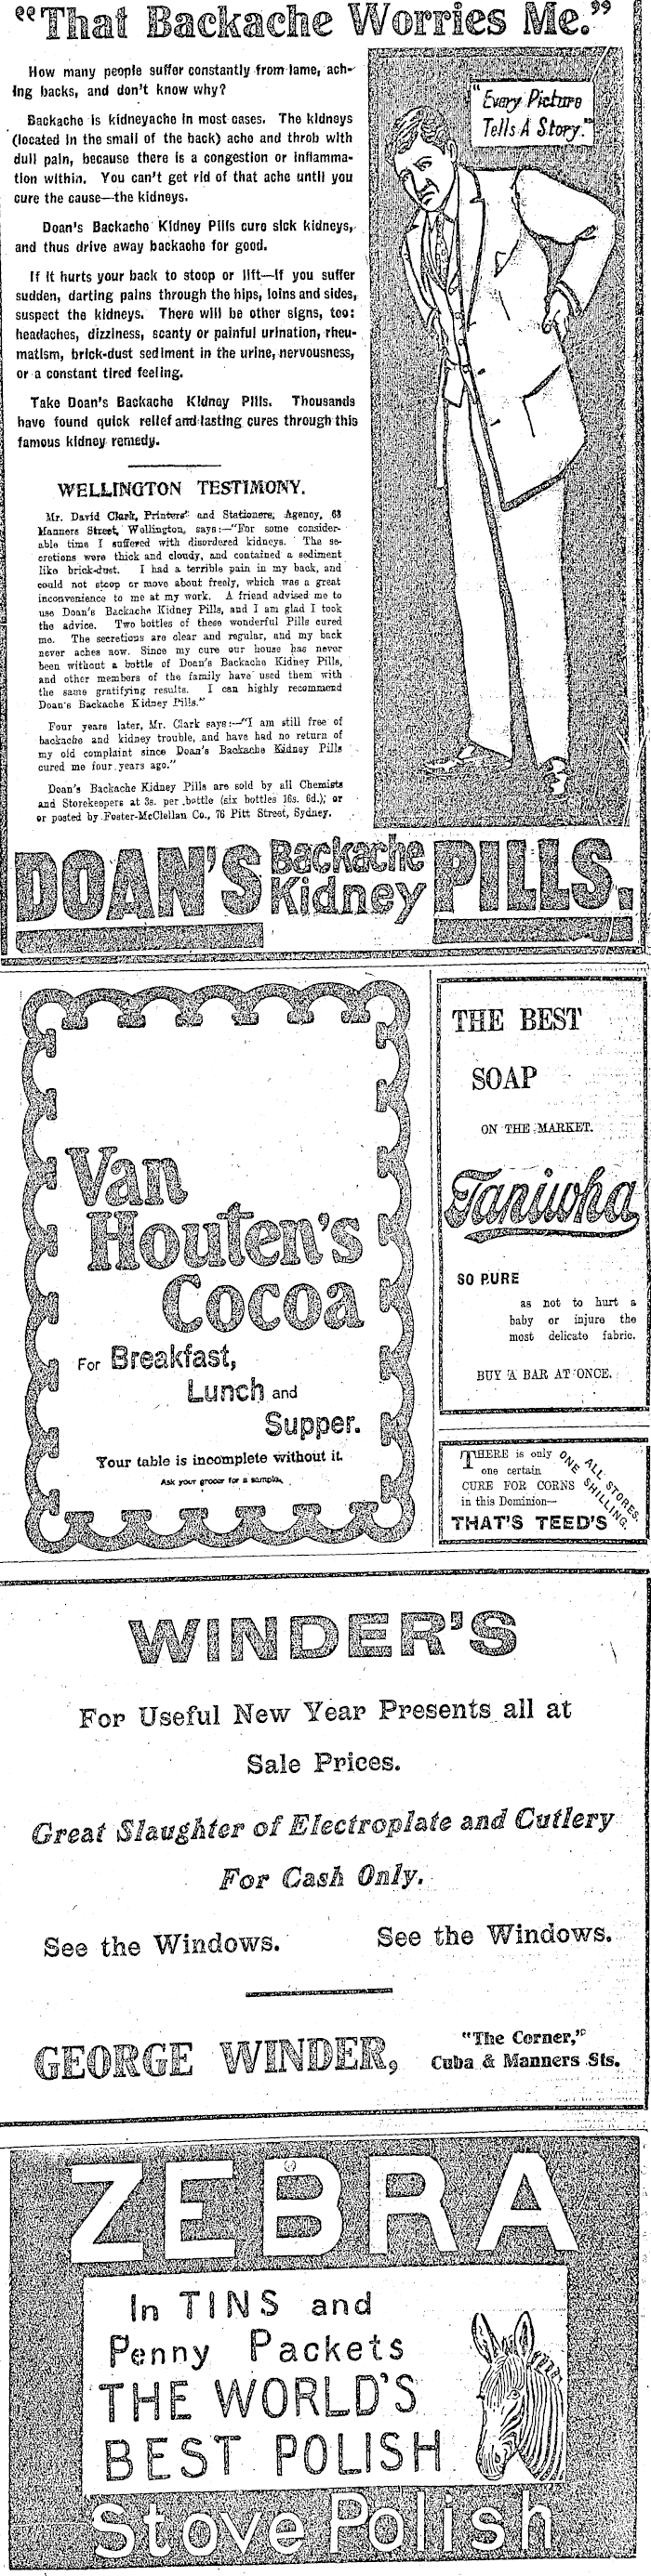 "That Backache Worries Me."
How many people suffer constantly from lame, ach-
ing backs, and don't know why?
Backache is kidneyache in most cases. The kidneys
(located in the small of the back) ache and throb with
dull pain, because there is a congestion or inflamma-
tion within. You can't get rid of that ache until you
cure the cause—the kidneys.
Doan's Backache Kidney Pills cure sick kidneys,
and thus drive away backache for good.
If it hurts your back to stoop or lift—if you suffer
sudden, darting pains through the hips, loins and sides,
suspect the kidneys. There will be other signs, too:
headaches, dizziness, scanty or painful urination, rheu-
matism, brick-dust sediment in the urine, nervousness,
or a constant tired feeling.
Take Doan's Backache Kidney Pills. Thousands
have found quick relief and lasting cures through this
famous kidney remedy.
"Every Picture
Tells A Story."
WELLINGTON TESTIMONY.
Mr. David Clark, Printers' and Stationers, Agency, 63
Manners Street, Wellington, says:—"For some consider-
able time I suffered with disordered kidneys. The se-
cretions were thick and cloudy, and contained a sediment
like brick-dust. I had a terrible pain in my back, and
could not stoop or move about freely, which was a great
inconvenience to me at my work. A friend advised me to
use Doan's Backache Kidney Pills, and I am glad I took
the advice. Two bottles of these wonderful Pills cured
me. The secretions are clear and regular, and my back
never aches now. Since my cure our house has never
been without a bottle of Doan's Backache Kidney Pills,
and other members of the family have used them with
the same gratifying results. I can highly recommend
Doan's Backache Kidney Pills."
Four years later, Mr. Clark says:—"I am still free of
backache and kidney trouble, and have had no return of
my old complaint since Doan's Backache Kidney Pills
cured me four years ago."
Doan's Backache Kidney Pills are sold by all Chemists
and Storekeepers at 3s. per bottle (six bottles 16s. 6d.); or
or posted by Foster-McClellan Co., 76 Pitt Street, Sydney.
DOAN'S Backache Kidney PILLS.
Van
Houten's
Cocoa
For Breakfast,
Lunch and
Supper.
Your table is incomplete without it.
Ask your grocer for a sample.
THE BEST
SOAP
ON THE MARKET.
Taniwha
SO PURE
as not to hurt a
baby or injure the
most delicate fabric.
BUY A BAR AT ONCE.
THERE is only
one certain
CURE FOR CORNS
in this Dominion—
THAT'S TEED'S
ALL STORES.
ONE SHILLING.
WINDER'S
For Useful New Year Presents all at
Sale Prices.
Great Slaughter of Electroplate and Cutlery
For Cash Only.
See the Windows. See the Windows.
GEORGE WINDER,
"The Corner,"
Cuba & Manners Sts.
ZEBRA
In TINS and
Penny Packets
THE WORLD'S
BEST POLISH
Stove Polish